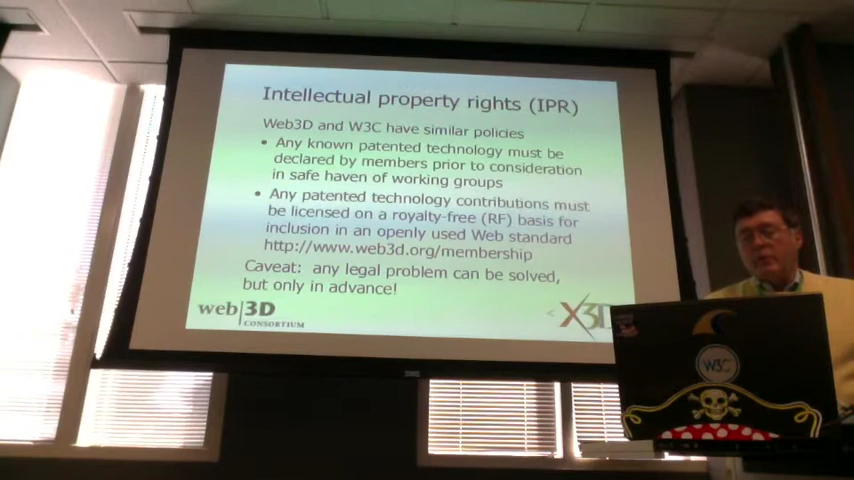 Intellectual property rights (IPR)
Web3D and W3C have similar policies
• Any known patented technology must be
declared by members prior to consideration
in safe haven of working groups
• Any patented technology contributions must
be licensed on a royalty-free (RF) basis for
inclusion in an openly used Web standard
http://www.web3d.org/membership
Caveat: any legal problem can be solved,
but only in advance!
web|3D
CONSORTIUM
X3D
W3C